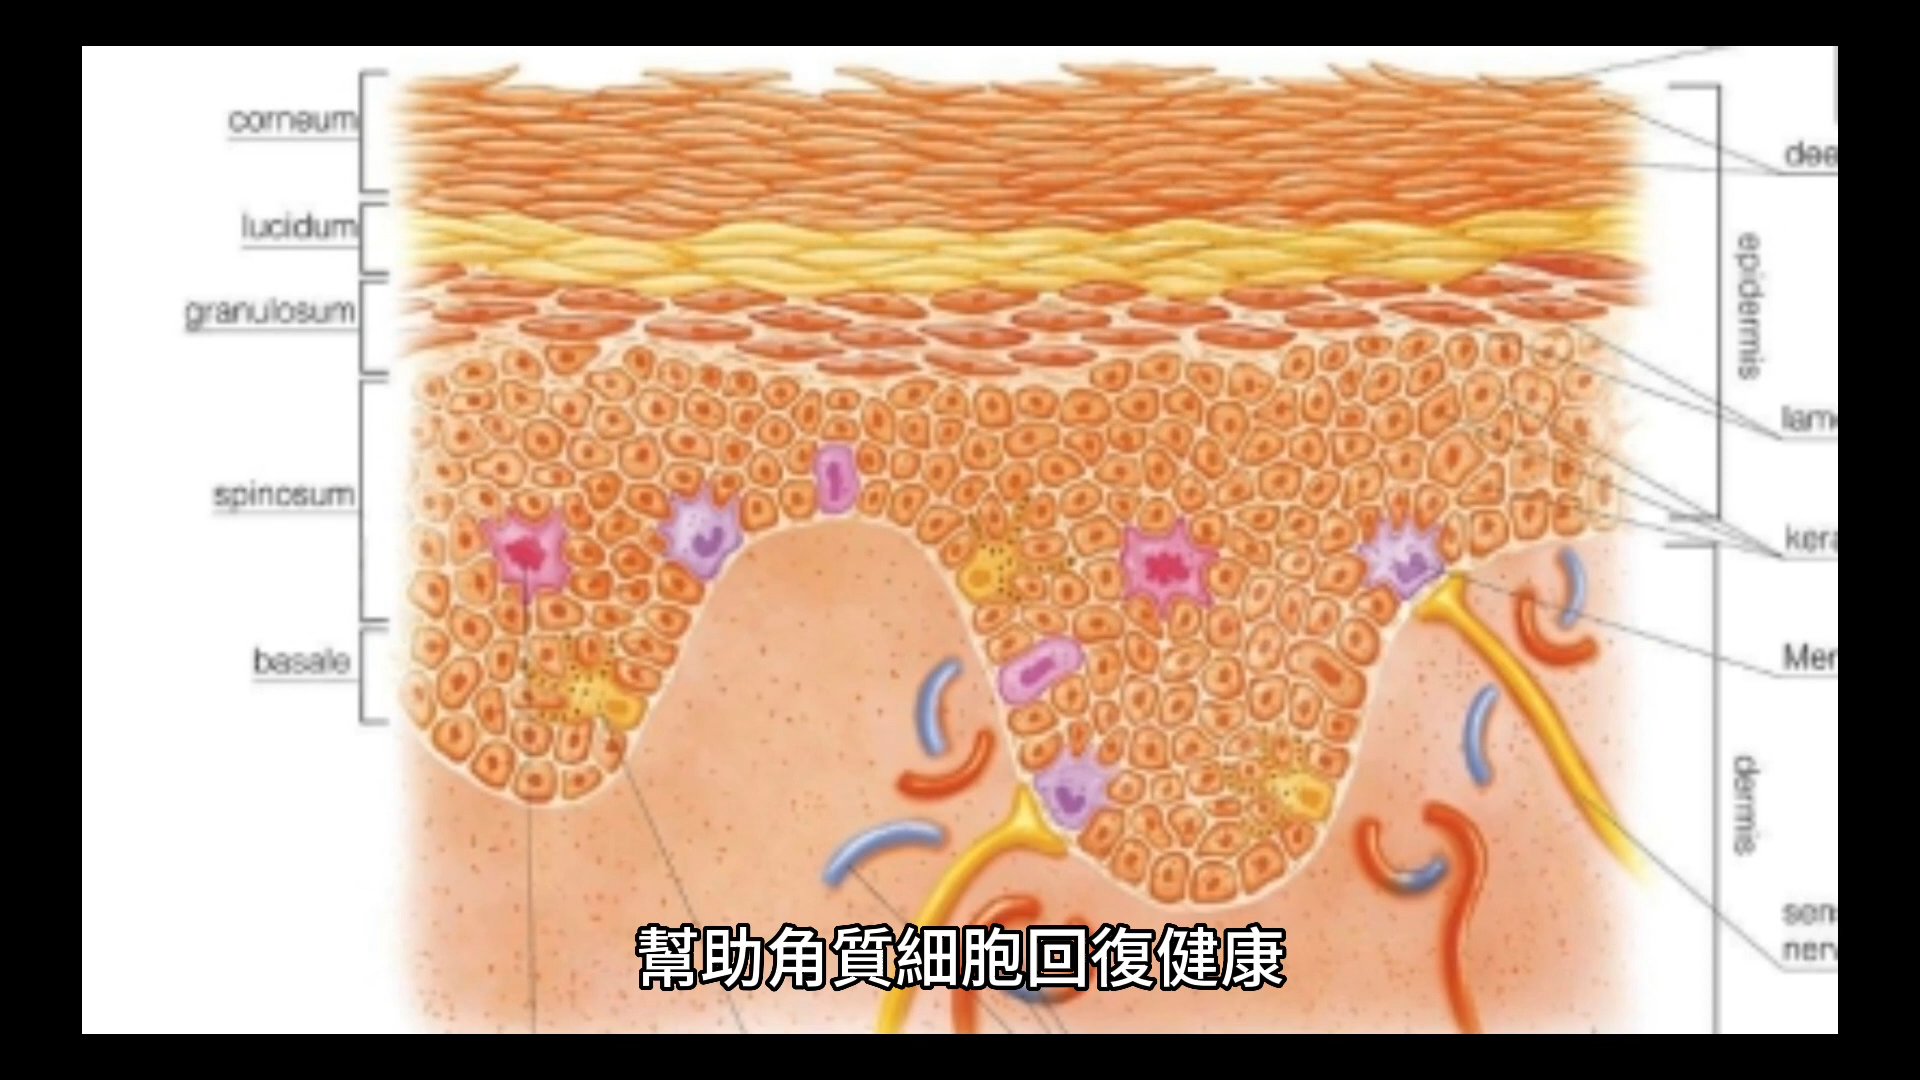 corneum
lucidum
granulosum
spinosum
basale
epidermis
dermis
幫助角質細胞回復健康